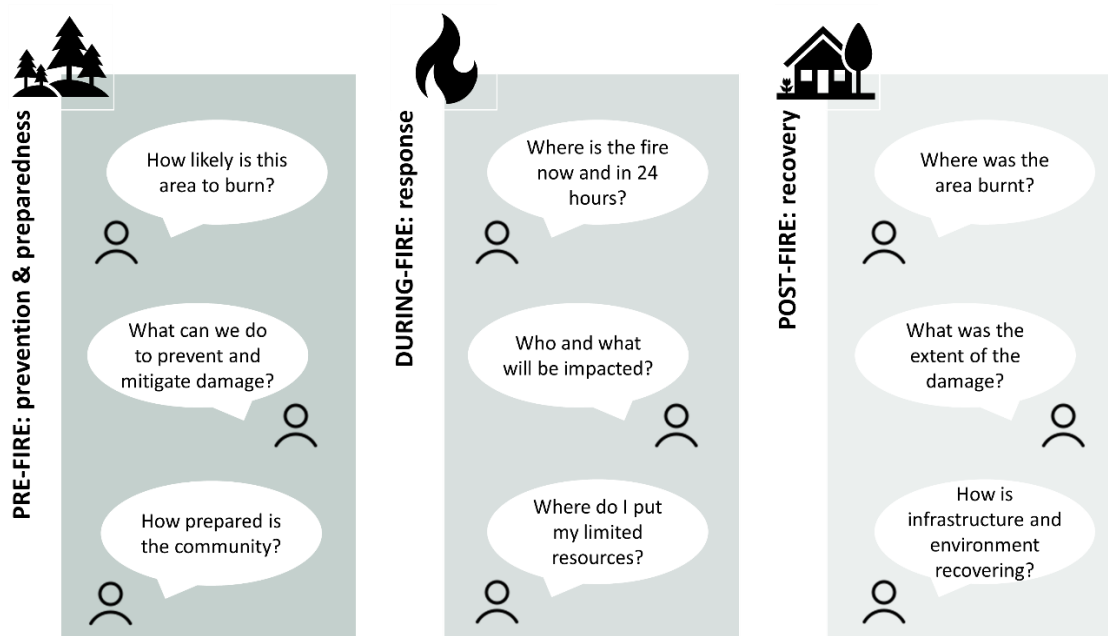 PRE-FIRE: prevention & preparedness
How likely is this
area to burn?
What can we do
to prevent and
mitigate damage?
How prepared is
the community?
DURING-FIRE: response
Where is the fire
now and in 24
hours?
Who and what
will be impacted?
Where do I put
my limited
resources?
POST-FIRE: recovery
Where was the
area burnt?
What was the
extent of the
damage?
How is
infrastructure and
environment
recovering?